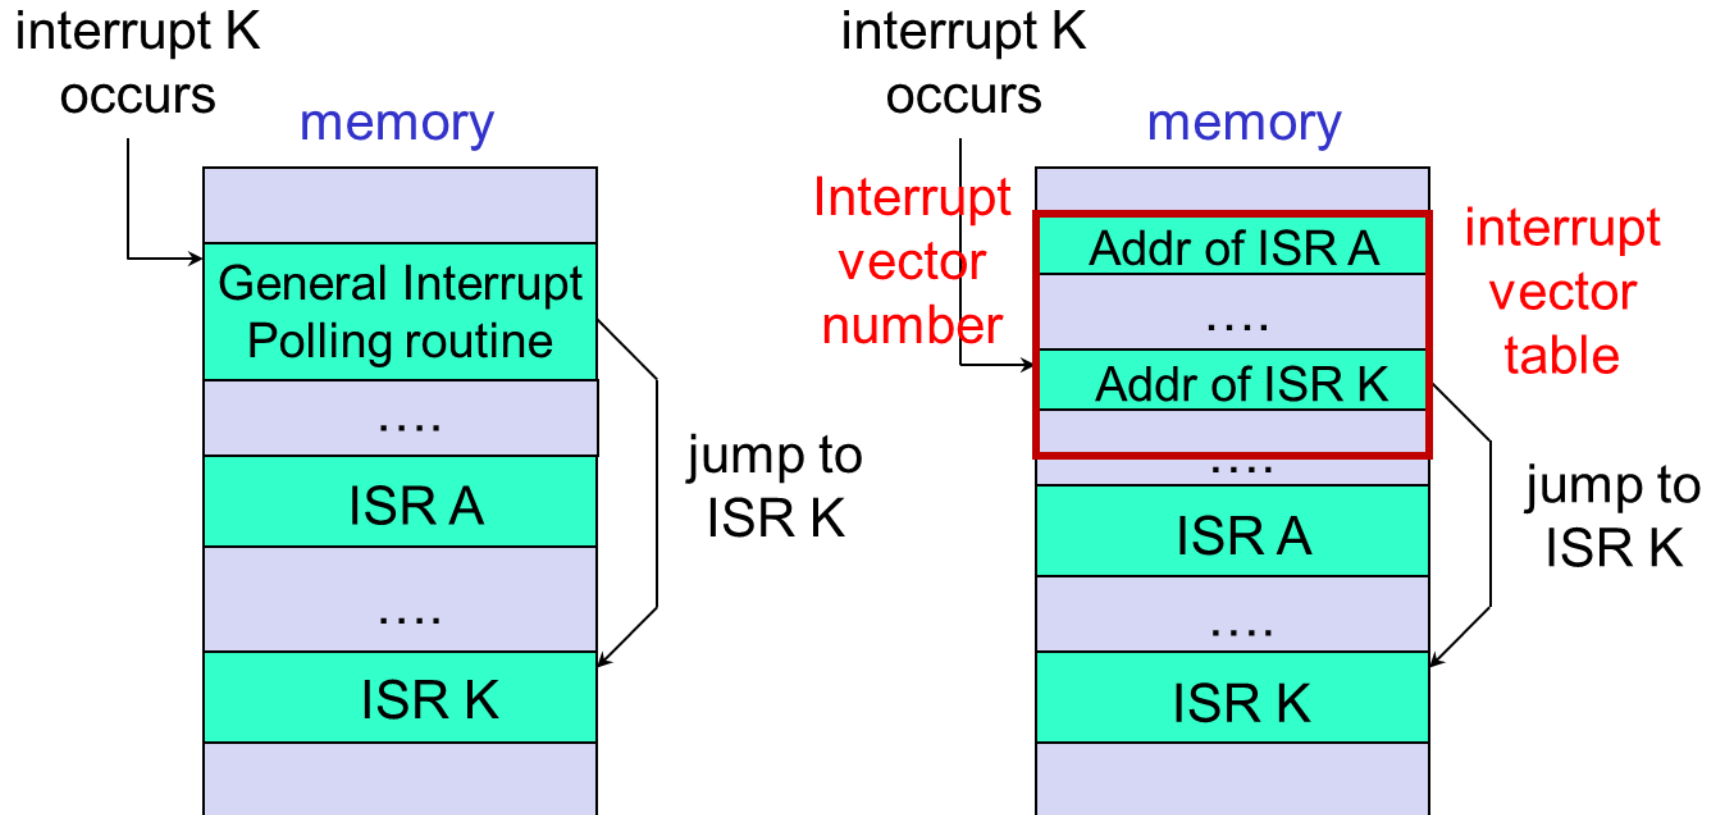 interrupt K
occurs
memory
General Interrupt
Polling routine
....
ISR A
....
ISR K
jump to
ISR K
interrupt K
occurs
memory
Interrupt
vector
number
Addr of ISR A
....
Addr of ISR K
interrupt
vector
table
....
ISR A
....
ISR K
jump to
ISR K